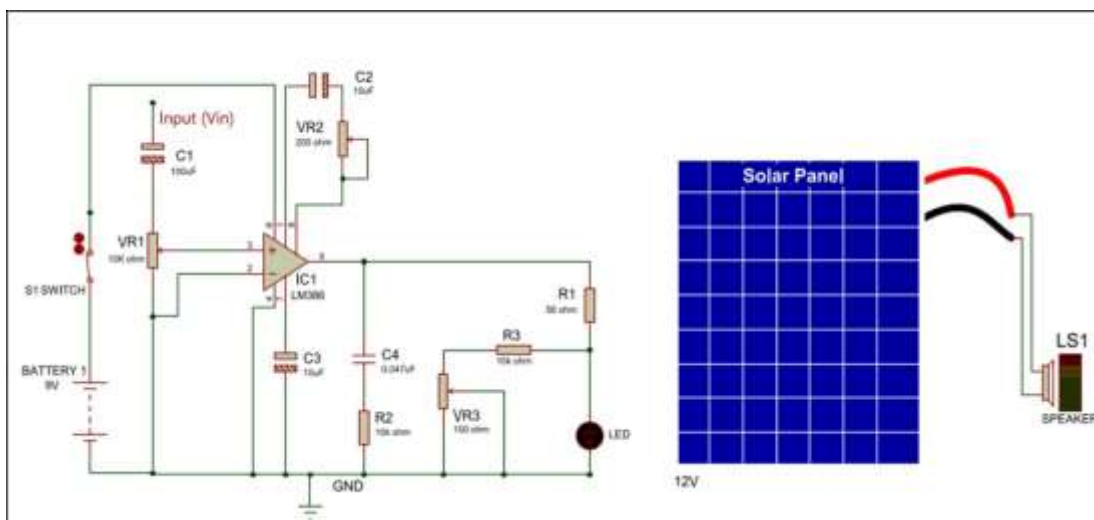 C2
10uF
Input (Vin)
VR2
200 ohm
C1
100uF
Solar Panel
VR1
10K ohm
3
2
6
IC1
LM386
S1 SWITCH
R1
R3
10k ohm
C3
10uF
C4
0.047uF
LS1
BATTERY 1
9V
VR3
100 ohm
R2
10k ohm
LED
SPEAKER
GND
12V